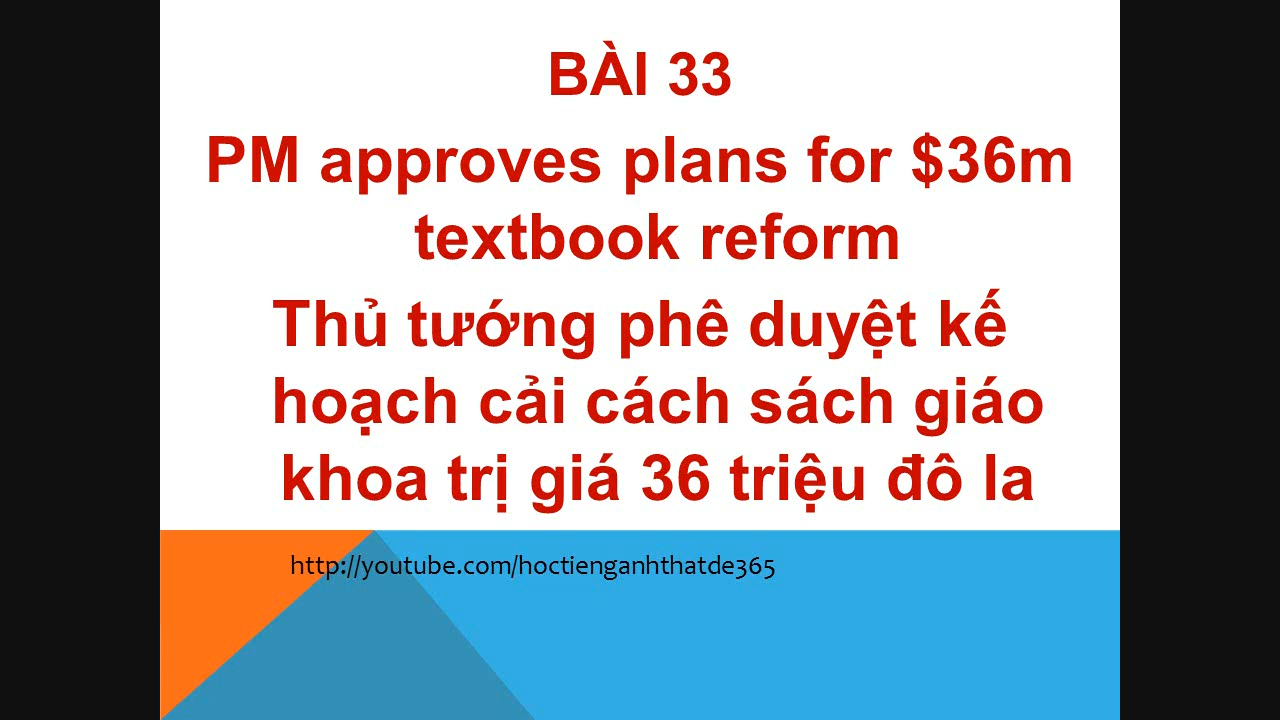 BÀI 33
PM approves plans for $36m
textbook reform
Thủ tướng phê duyệt kế
hoạch cải cách sách giáo
khoa trị giá 36 triệu đô la
http://youtube.com/hoctienganhthatde365